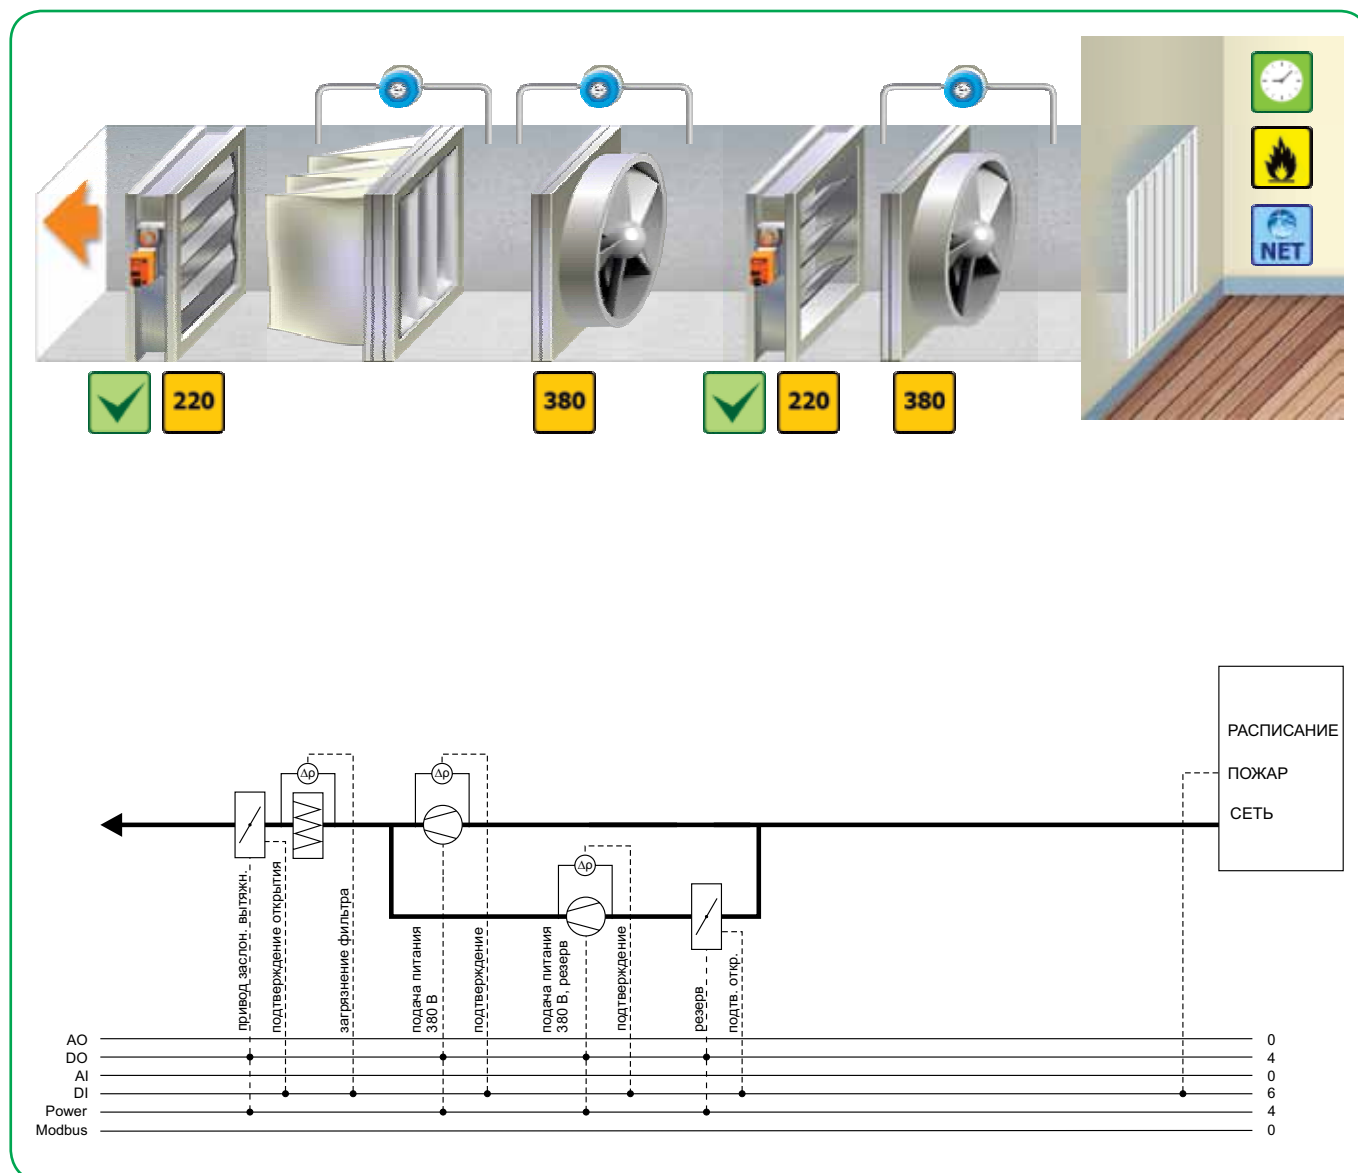 NET
220
380
220
380
РАСПИСАНИЕ
ПОЖАР
СЕТЬ
Δρ
Δρ
Δρ
привод заслон. вытяжн.
подтверждение открытия
загрязнение фильтра
подача питания
380 В
подтверждение
подача питания
380 В, резерв
подтверждение
резерв
подтв. откр.
AO 0
DO 4
AI 0
DI 6
Power 4
Modbus 0